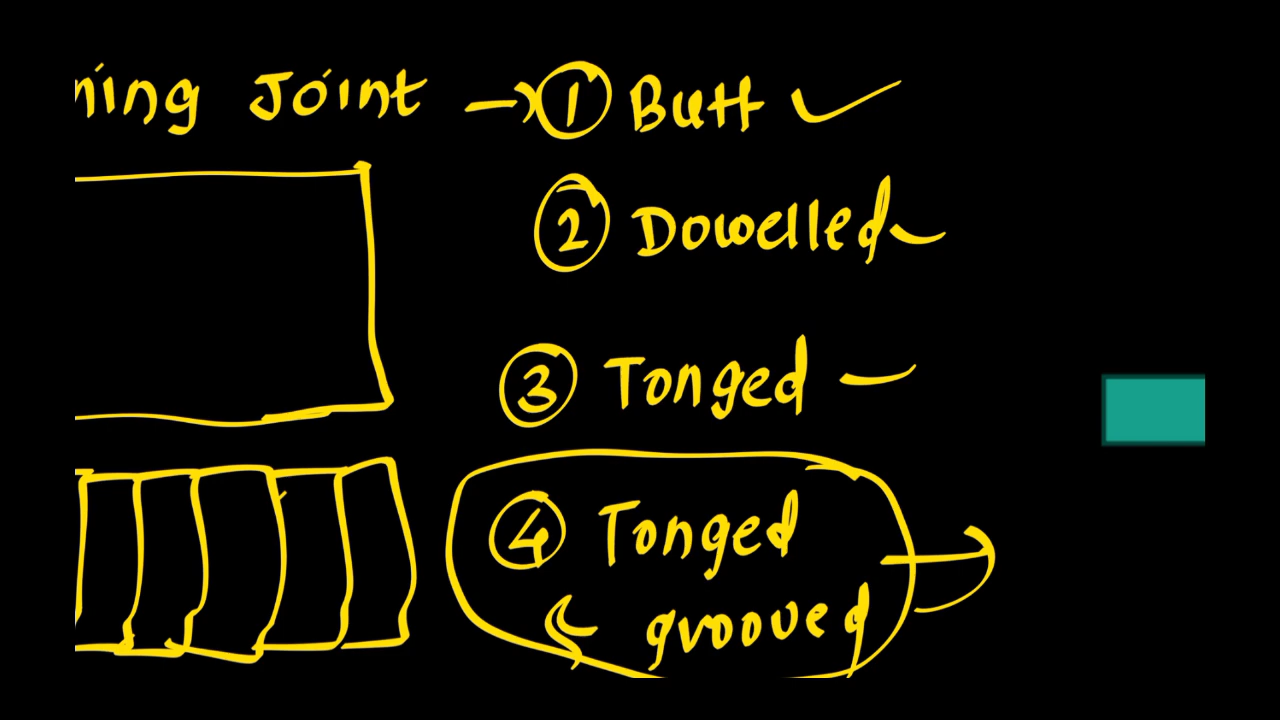 ning Joint → ① Butt ✓
② Dowelled
③ Tonged
④ Tonged
& grooved